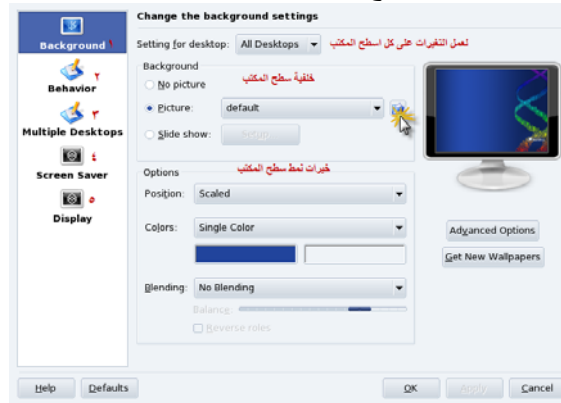 Change the background settings
Background ١
Behavior ٢
Multiple Desktops ٣
Screen Saver ٤
Display ٥
Setting for desktop: All Desktops لعمل التغيرات على كل اسطح المكتب
Background
No picture خلفية سطح المكتب
Picture: default
Slide show: Setup...
Options خيرات نمط سطح المكتب
Position: Scaled
Colors: Single Color
Blending: No Blending
Balance:
Reverse roles
Advanced Options
Get New Wallpapers
Help Defaults OK Apply Cancel